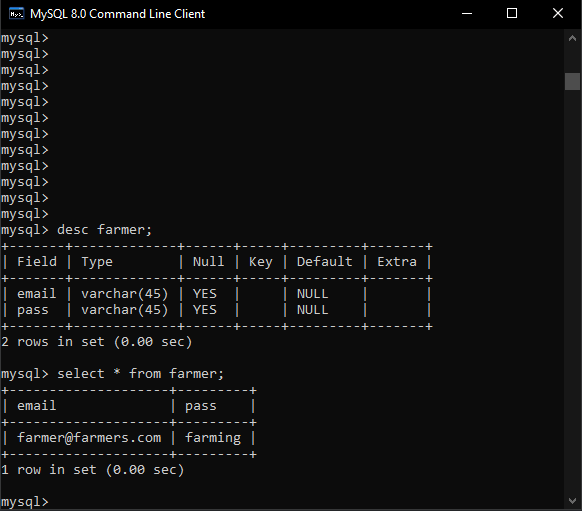 MySQL 8.0 Command Line Client
mysql>
mysql>
mysql>
mysql>
mysql>
mysql>
mysql>
mysql>
mysql>
mysql>
mysql>
mysql>
mysql> desc farmer;
+-------+-------------+------+-----+---------+-------+
| Field | Type        | Null | Key | Default | Extra |
+-------+-------------+------+-----+---------+-------+
| email | varchar(45) | YES  |     | NULL    |       |
| pass  | varchar(45) | YES  |     | NULL    |       |
+-------+-------------+------+-----+---------+-------+
2 rows in set (0.00 sec)
mysql> select * from farmer;
+--------------------+---------+
| email              | pass    |
+--------------------+---------+
| farmer@farmers.com | farming |
+--------------------+---------+
1 row in set (0.00 sec)
mysql>